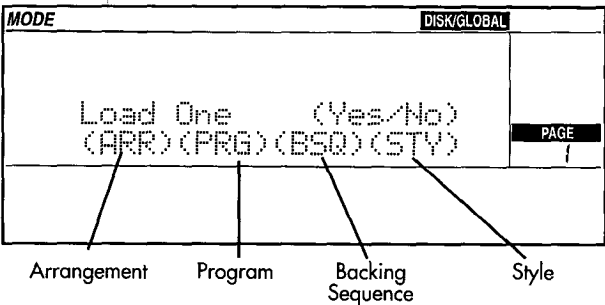 MODE DISK/GLOBAL
Load One (Yes/No)
(ARR)(PRG)(BSQ)(STY)
PAGE
1
Arrangement Program Backing Style
Sequence